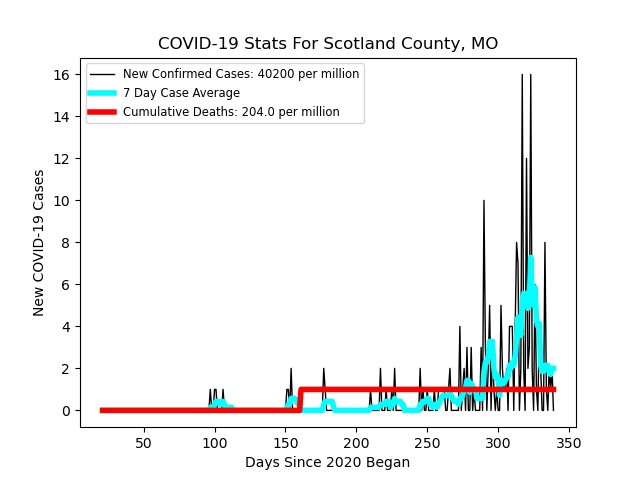 COVID-19 Stats For Scotland County, MO
New Confirmed Cases: 40200 per million
7 Day Case Average
Cumulative Deaths: 204.0 per million
New COVID-19 Cases
16
14
12
10
8
6
4
2
0
50 100 150 200 250 300 350
Days Since 2020 Began